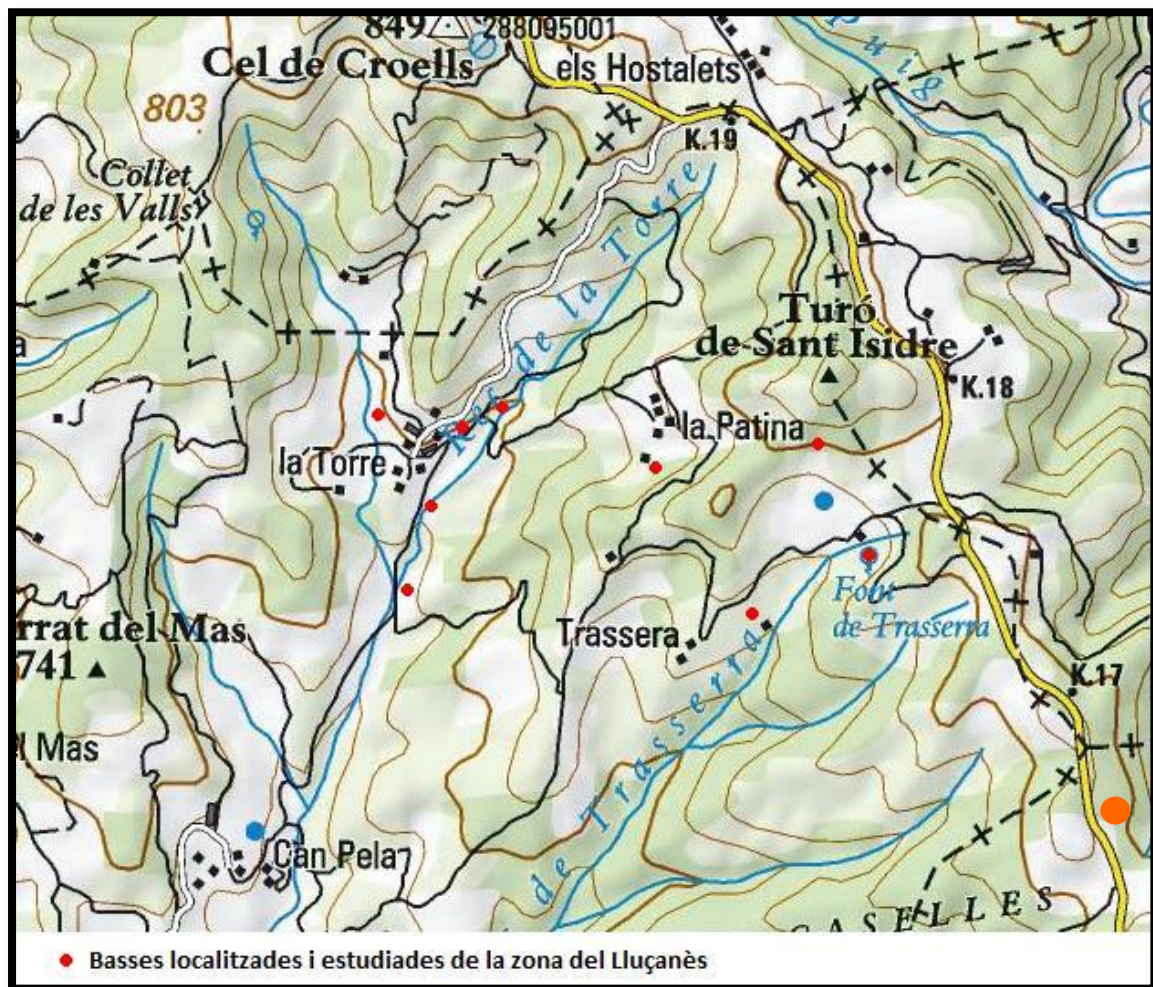 849 288095001
Cel de Croells
els Hostalets
Puig
803
K.19
Collet
de les Valls
Rec de la Torre
Turó
de Sant Isidre
K.18
la Patina
la Torre
Font
de Trasserra
Trassera
rrat del Mas
741
K.17
l Mas
de Trasserra
Can Pela
CASELLES
Basses localitzades i estudiades de la zona del Lluçanès